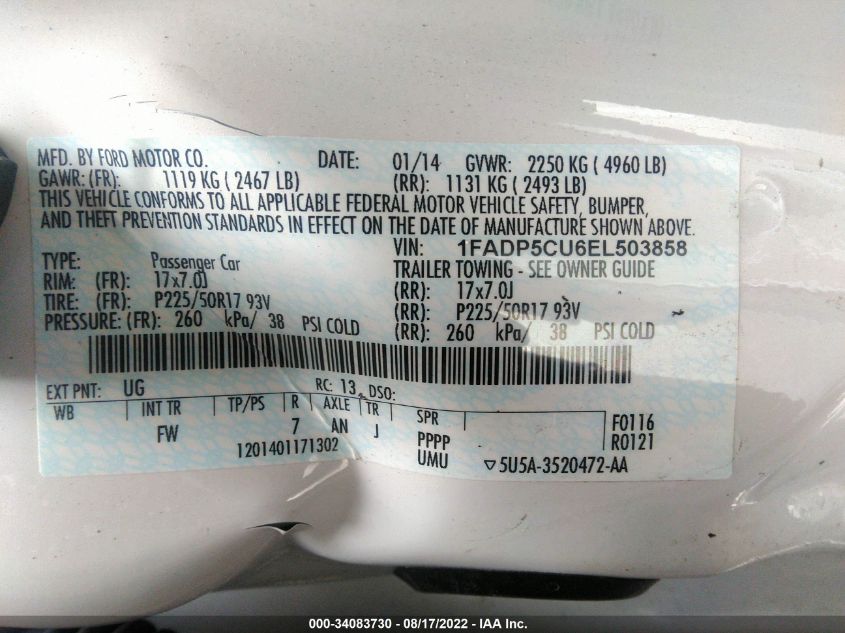 MFD. BY FORD MOTOR CO. DATE: 01/14 GVWR: 2250 KG ( 4960 LB)
GAWR: (FR): 1119 KG ( 2467 LB) (RR): 1131 KG ( 2493 LB)
THIS VEHICLE CONFORMS TO ALL APPLICABLE FEDERAL MOTOR VEHICLE SAFETY, BUMPER,
AND THEFT PREVENTION STANDARDS IN EFFECT ON THE DATE OF MANUFACTURE SHOWN ABOVE.
VIN: 1FADP5CU6EL503858
TYPE: Passenger Car TRAILER TOWING - SEE OWNER GUIDE
RIM: (FR): 17x7.0J (RR): 17x7.0J
TIRE: (FR): P225/50R17 93V (RR): P225/50R17 93V
PRESSURE: (FR): 260 kPa/ 38 PSI COLD (RR): 260 kPa/ 38 PSI COLD
EXT PNT: UG RC: 13 DSO:
WB INT TR TP/PS R AXLE TR SPR F0116
FW 7 AN J PPPP R0121
1201401171302 UMU ▽5U5A-3520472-AA
000-34083730 - 08/17/2022 - IAA Inc.